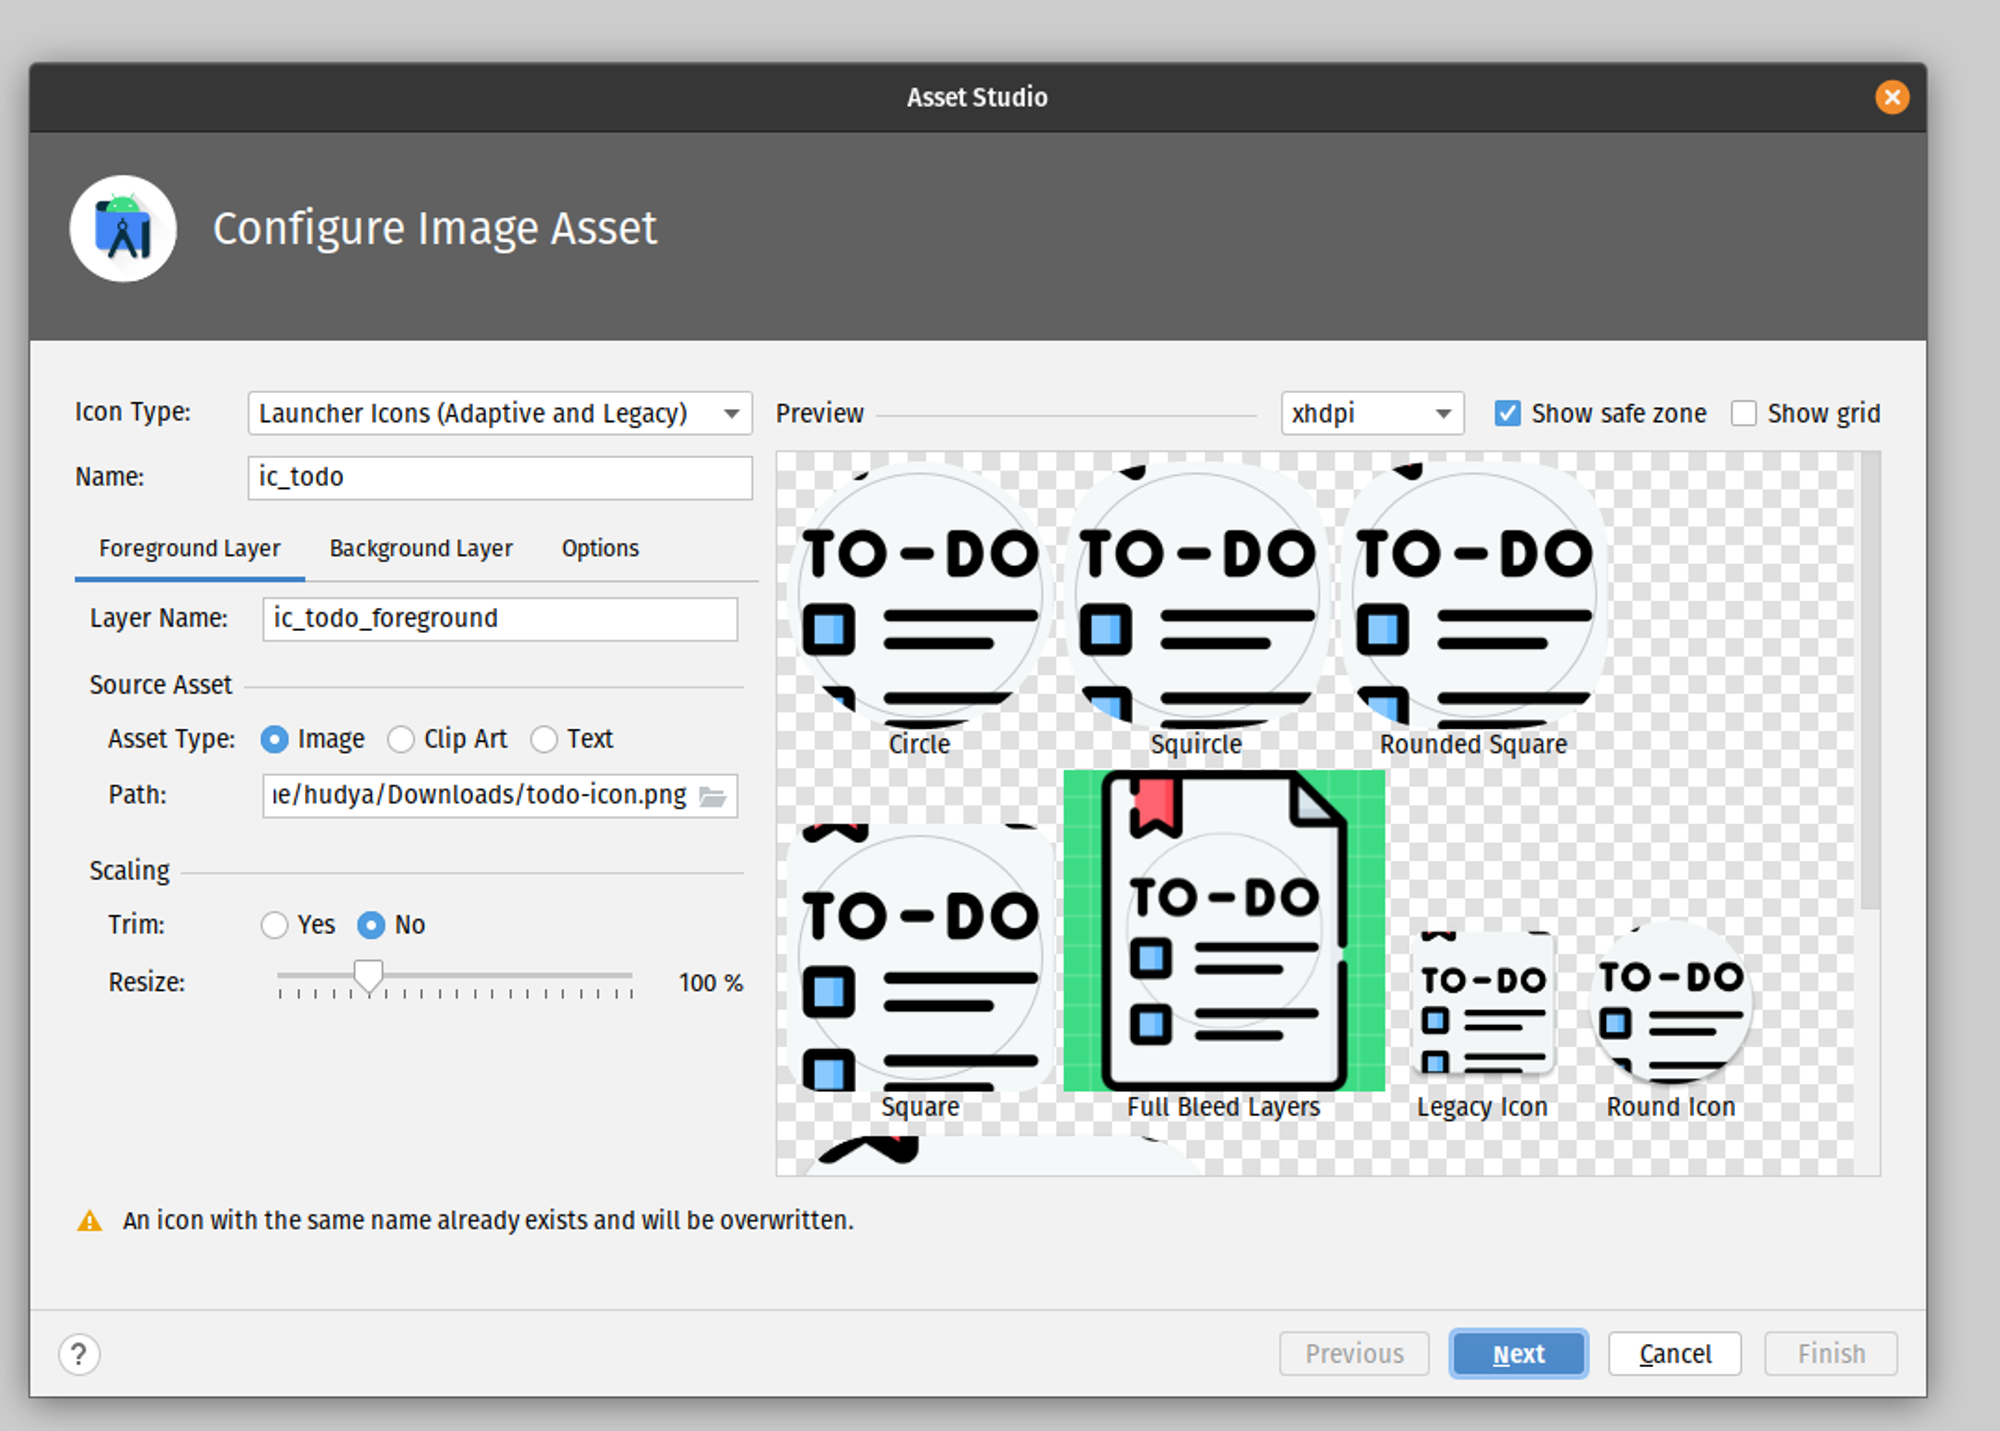 Asset Studio
Configure Image Asset
Icon Type: Launcher Icons (Adaptive and Legacy)
Name: ic_todo
Foreground Layer Background Layer Options
Layer Name: ic_todo_foreground
Source Asset
Asset Type: Image Clip Art Text
Path: ne/hudya/Downloads/todo-icon.png
Scaling
Trim: Yes No
Resize: 100 %
Preview xhdpi Show safe zone Show grid
TO-DO TO-DO TO-DO
Circle Squircle Rounded Square
TO-DO TO-DO TO-DO TO-DO
Square Full Bleed Layers Legacy Icon Round Icon
An icon with the same name already exists and will be overwritten.
? Previous Next Cancel Finish